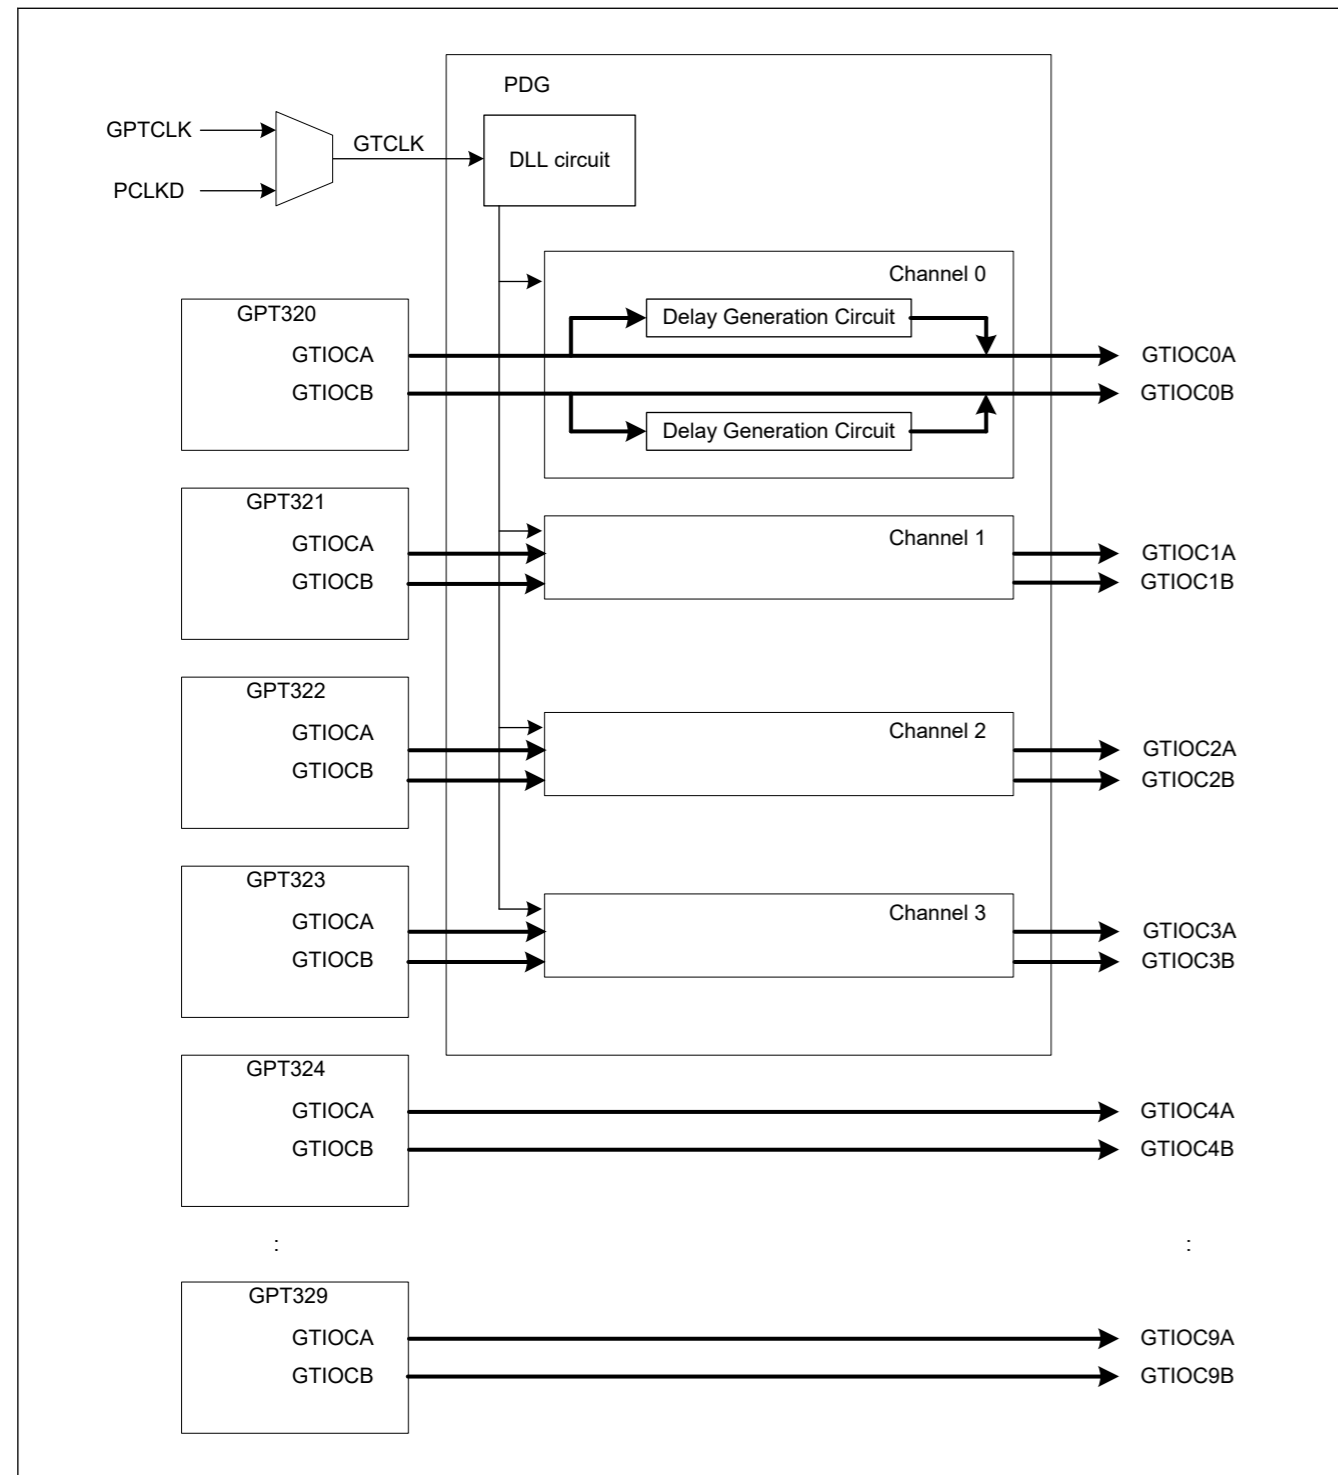 PDG
GPTCLK
GTCLK
DLL circuit
PCLKD
Channel 0
GPT320
Delay Generation Circuit
GTIOCA
GTIOC0A
GTIOCB
GTIOC0B
Delay Generation Circuit
GPT321
Channel 1
GTIOCA
GTIOC1A
GTIOCB
GTIOC1B
GPT322
Channel 2
GTIOCA
GTIOC2A
GTIOCB
GTIOC2B
GPT323
Channel 3
GTIOCA
GTIOC3A
GTIOCB
GTIOC3B
GPT324
GTIOCA
GTIOC4A
GTIOCB
GTIOC4B
:
:
GPT329
GTIOCA
GTIOC9A
GTIOCB
GTIOC9B